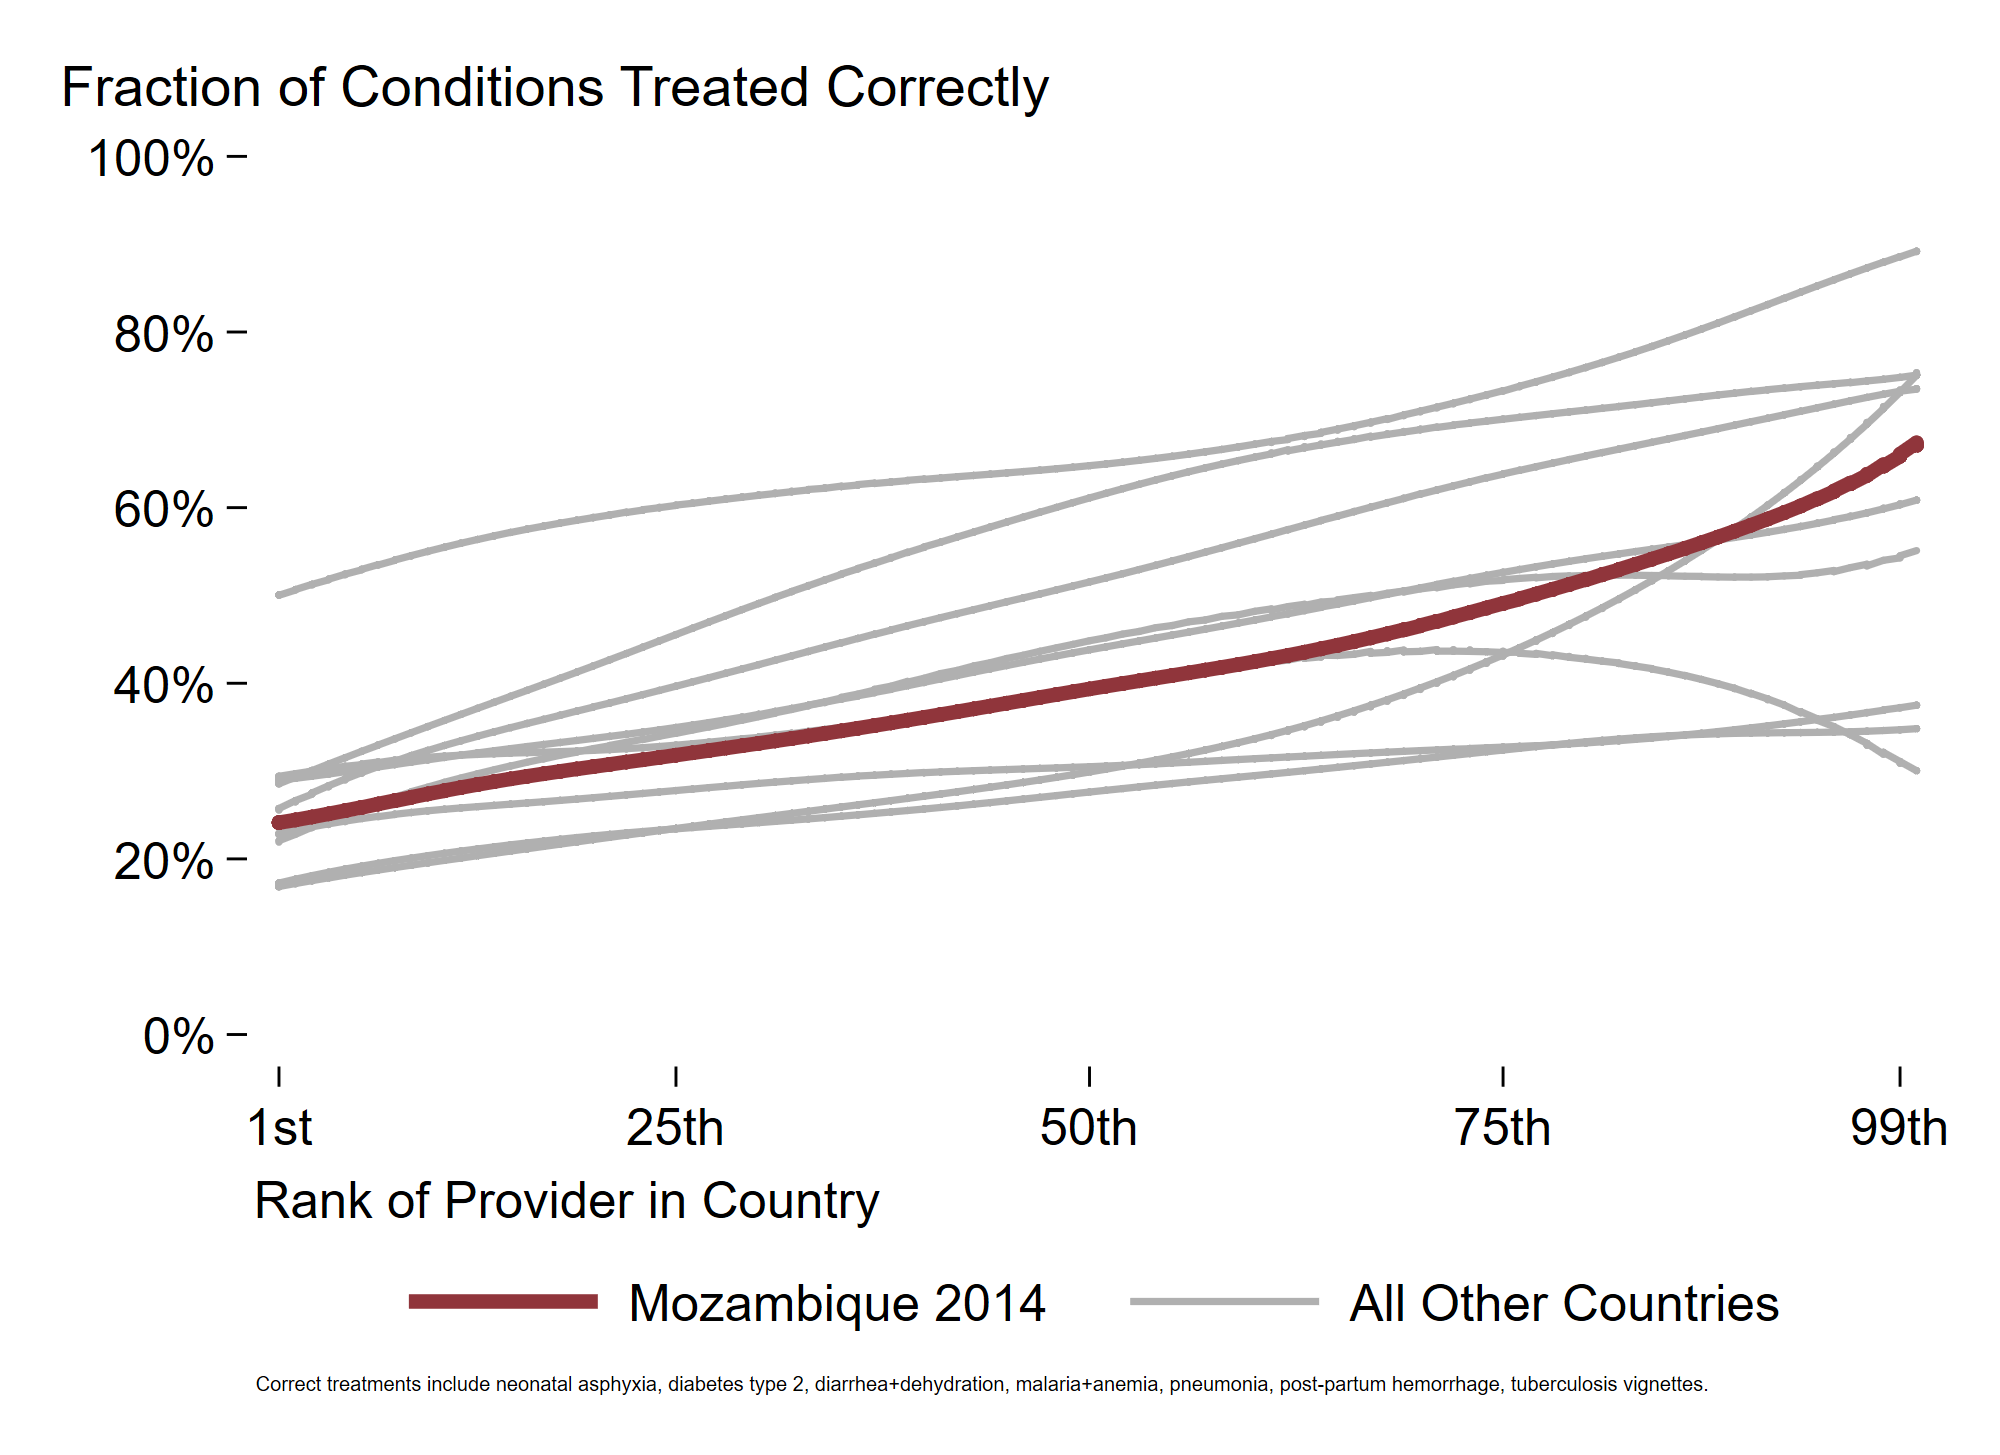 Fraction of Conditions Treated Correctly
100%
80%
60%
40%
20%
0%
1st 25th 50th 75th 99th
Rank of Provider in Country
Mozambique 2014 All Other Countries
Correct treatments include neonatal asphyxia, diabetes type 2, diarrhea+dehydration, malaria+anemia, pneumonia, post-partum hemorrhage, tuberculosis vignettes.